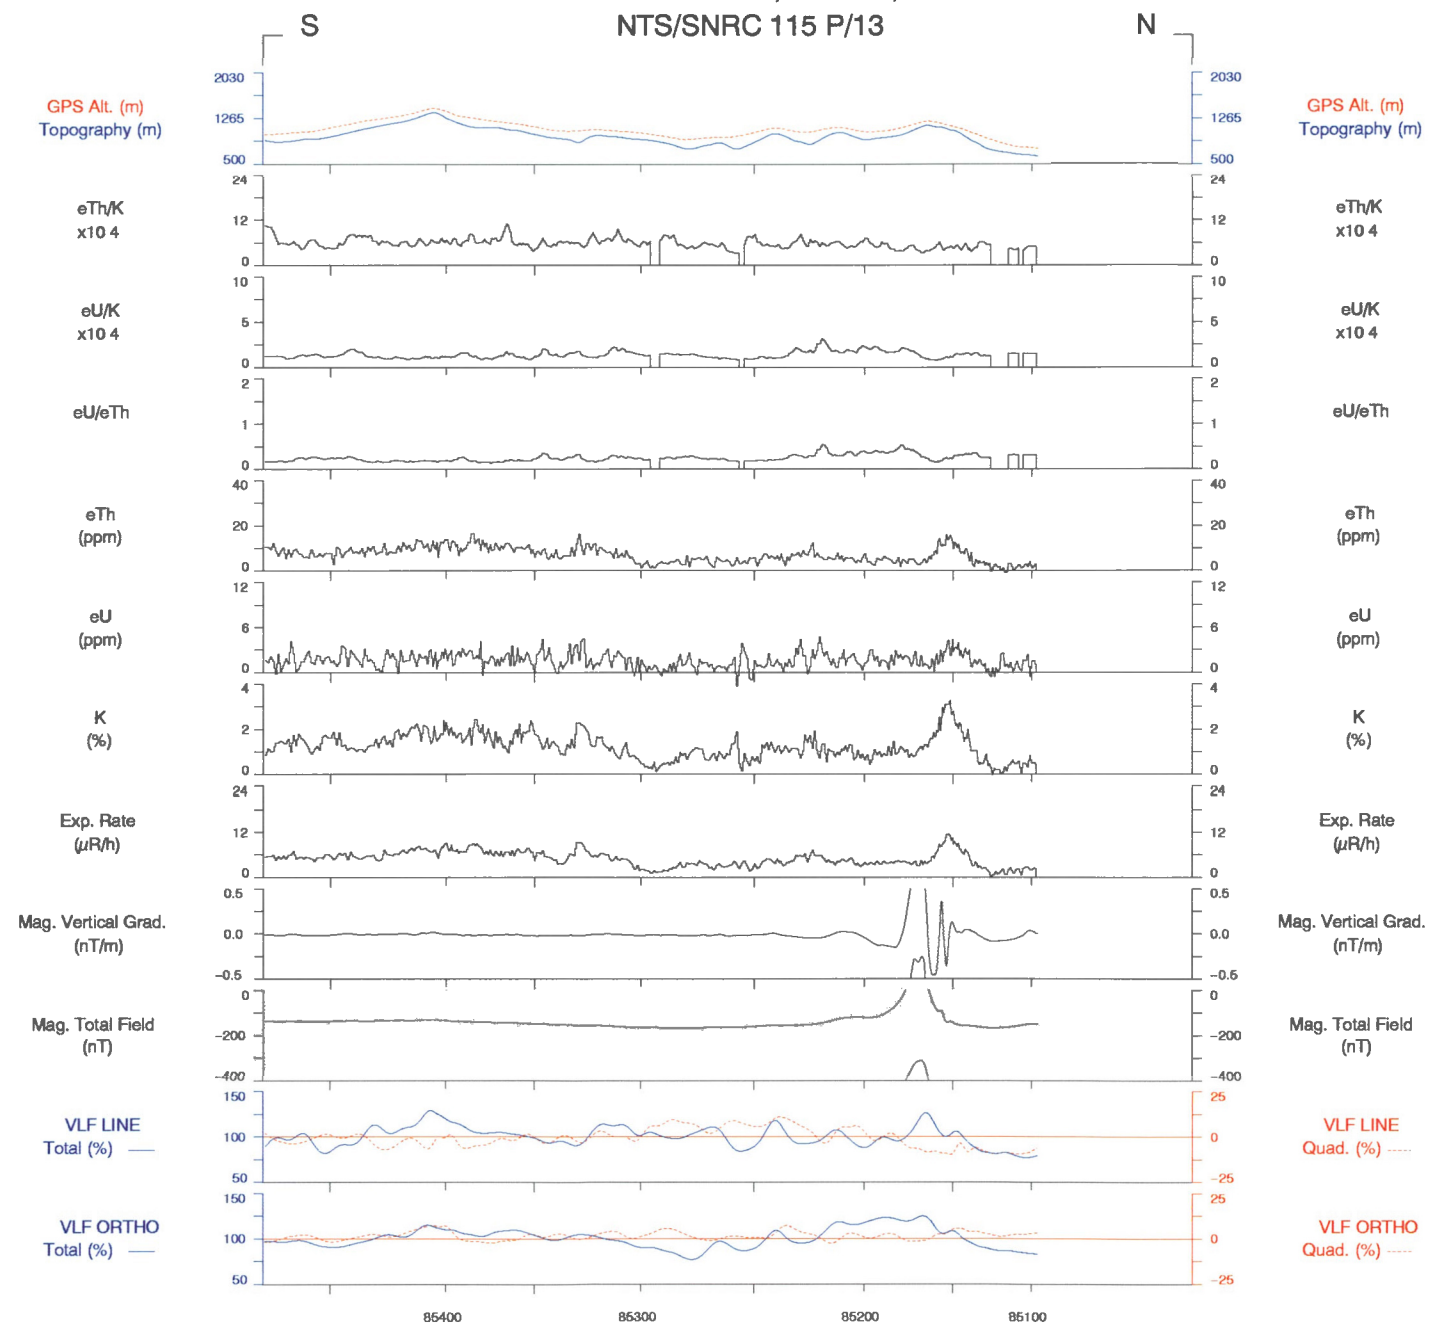 S NTS/SNRC 115 P/13 N
2030 2030
GPS Alt. (m) GPS Alt. (m)
Topography (m) 1265 1265 Topography (m)
500 500
24 24
eTh/K eTh/K
x10 4 12 12 x10 4
0 0
10 10
eU/K eU/K
x10 4 5 5 x10 4
0 0
2 2
eU/eTh 1 1 eU/eTh
0 0
40 40
eTh eTh
(ppm) 20 20 (ppm)
0 0
12 12
eU eU
(ppm) 6 6 (ppm)
0 0
4 4
K K
(%) 2 2 (%)
0 0
24 24
Exp. Rate Exp. Rate
(µR/h) 12 12 (µR/h)
0 0
0.5 0.5
Mag. Vertical Grad. Mag. Vertical Grad.
(nT/m) 0.0 0.0 (nT/m)
-0.5 -0.5
0 0
Mag. Total Field Mag. Total Field
(nT) -200 -200 (nT)
-400 -400
150 25
VLF LINE VLF LINE
Total (%) 100 0 Quad. (%)
50 -25
150 25
VLF ORTHO VLF ORTHO
Total (%) 100 0 Quad. (%)
50 -25
85400 85300 85200 85100